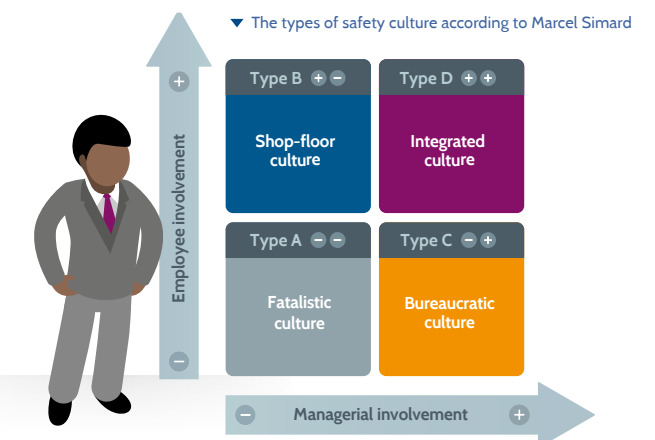 ▼ The types of safety culture according to Marcel Simard
Type B + −
Shop-floor
culture
Type D + +
Integrated
culture
Type A − −
Fatalistic
culture
Type C − +
Bureaucratic
culture
+
Employee involvement
−
− Managerial involvement +